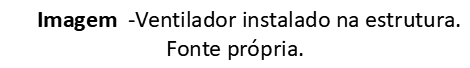 Imagem -Ventilador instalado na estrutura.
Fonte própria.